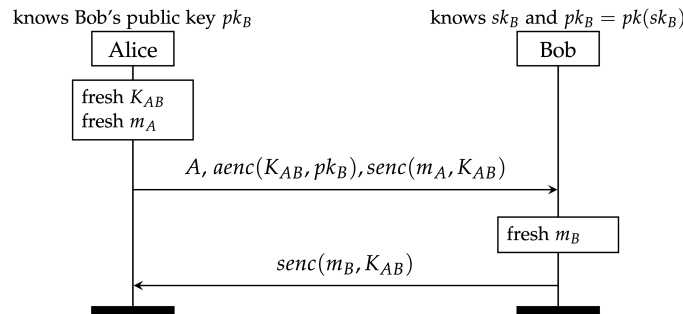 knows Bob's public key pk_B
knows sk_B and pk_B = pk(sk_B)
Alice
Bob
fresh K_AB
fresh m_A
A, aenc(K_AB, pk_B), senc(m_A, K_AB)
fresh m_B
senc(m_B, K_AB)